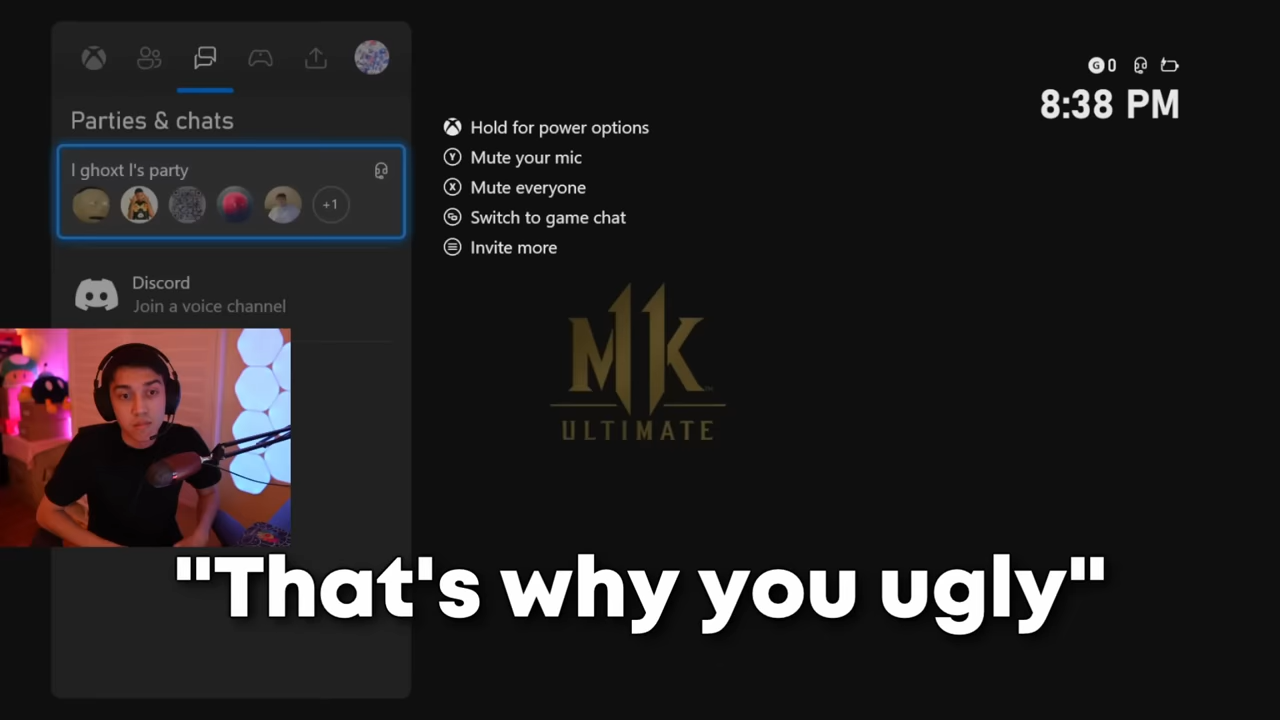 Parties & chats
I ghoxt I's party
+1
Discord
Join a voice channel
G 0
8:38 PM
Hold for power options
Y Mute your mic
X Mute everyone
Switch to game chat
Invite more
MK
ULTIMATE
"That's why you ugly"